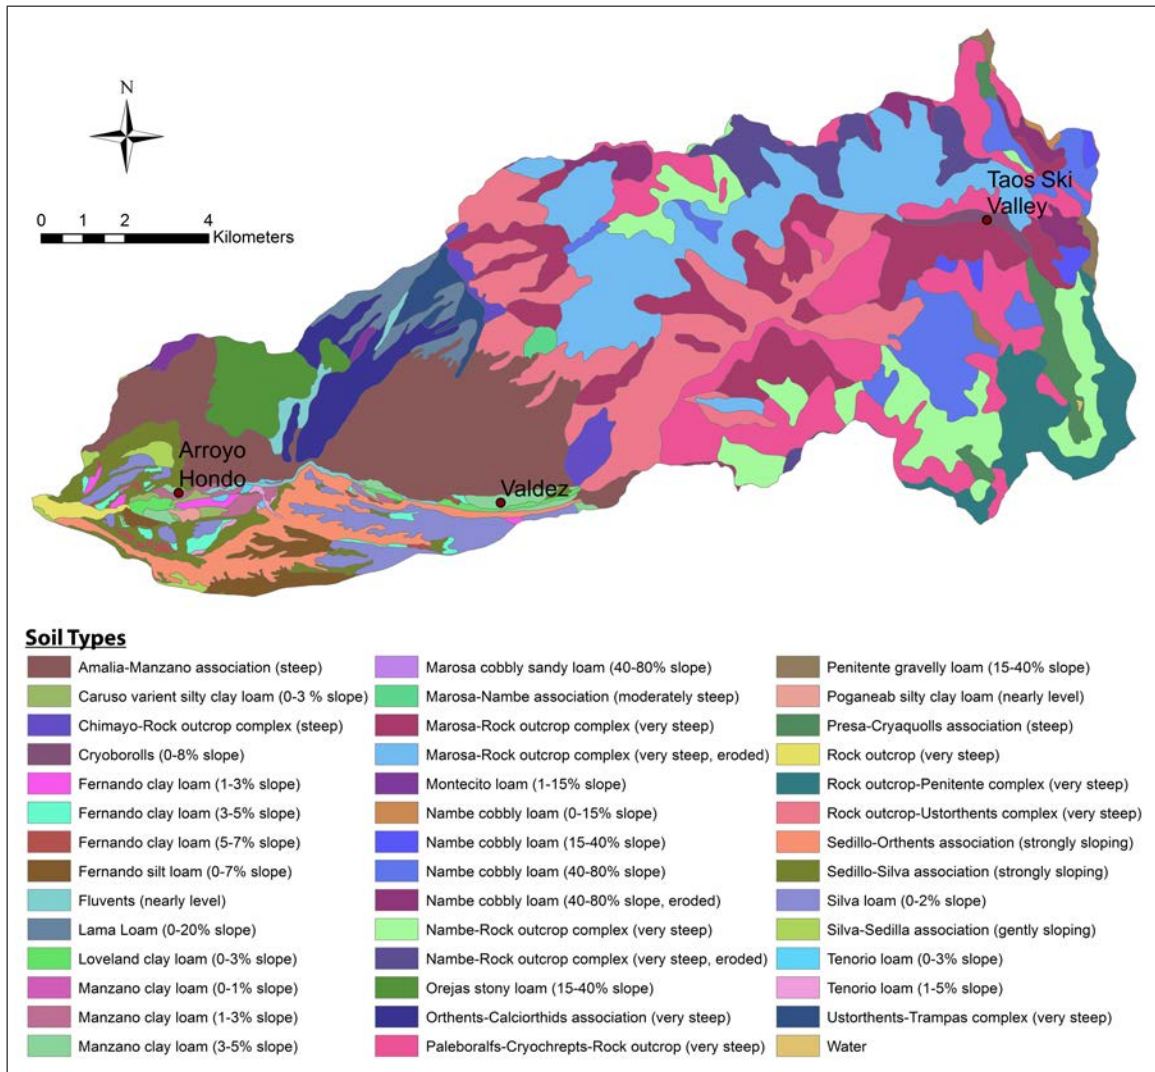 N
0 1 2 4
Kilometers
Taos Ski
Valley
Arroyo
Hondo
Valdez
Soil Types
Amalia-Manzano association (steep)
Caruso varient silty clay loam (0-3 % slope)
Chimayo-Rock outcrop complex (steep)
Cryoborolls (0-8% slope)
Fernando clay loam (1-3% slope)
Fernando clay loam (3-5% slope)
Fernando clay loam (5-7% slope)
Fernando silt loam (0-7% slope)
Fluvents (nearly level)
Lama Loam (0-20% slope)
Loveland clay loam (0-3% slope)
Manzano clay loam (0-1% slope)
Manzano clay loam (1-3% slope)
Manzano clay loam (3-5% slope)
Marosa cobbly sandy loam (40-80% slope)
Marosa-Nambe association (moderately steep)
Marosa-Rock outcrop complex (very steep)
Marosa-Rock outcrop complex (very steep, eroded)
Montecito loam (1-15% slope)
Nambe cobbly loam (0-15% slope)
Nambe cobbly loam (15-40% slope)
Nambe cobbly loam (40-80% slope)
Nambe cobbly loam (40-80% slope, eroded)
Nambe-Rock outcrop complex (very steep)
Nambe-Rock outcrop complex (very steep, eroded)
Orejas stony loam (15-40% slope)
Orthents-Calciorthids association (very steep)
Paleboralfs-Cryochrepts-Rock outcrop (very steep)
Penitente gravelly loam (15-40% slope)
Poganeab silty clay loam (nearly level)
Presa-Cryaquolls association (steep)
Rock outcrop (very steep)
Rock outcrop-Penitente complex (very steep)
Rock outcrop-Ustorthents complex (very steep)
Sedillo-Orthents association (strongly sloping)
Sedillo-Silva association (strongly sloping)
Silva loam (0-2% slope)
Silva-Sedilla association (gently sloping)
Tenorio loam (0-3% slope)
Tenorio loam (1-5% slope)
Ustorthents-Trampas complex (very steep)
Water